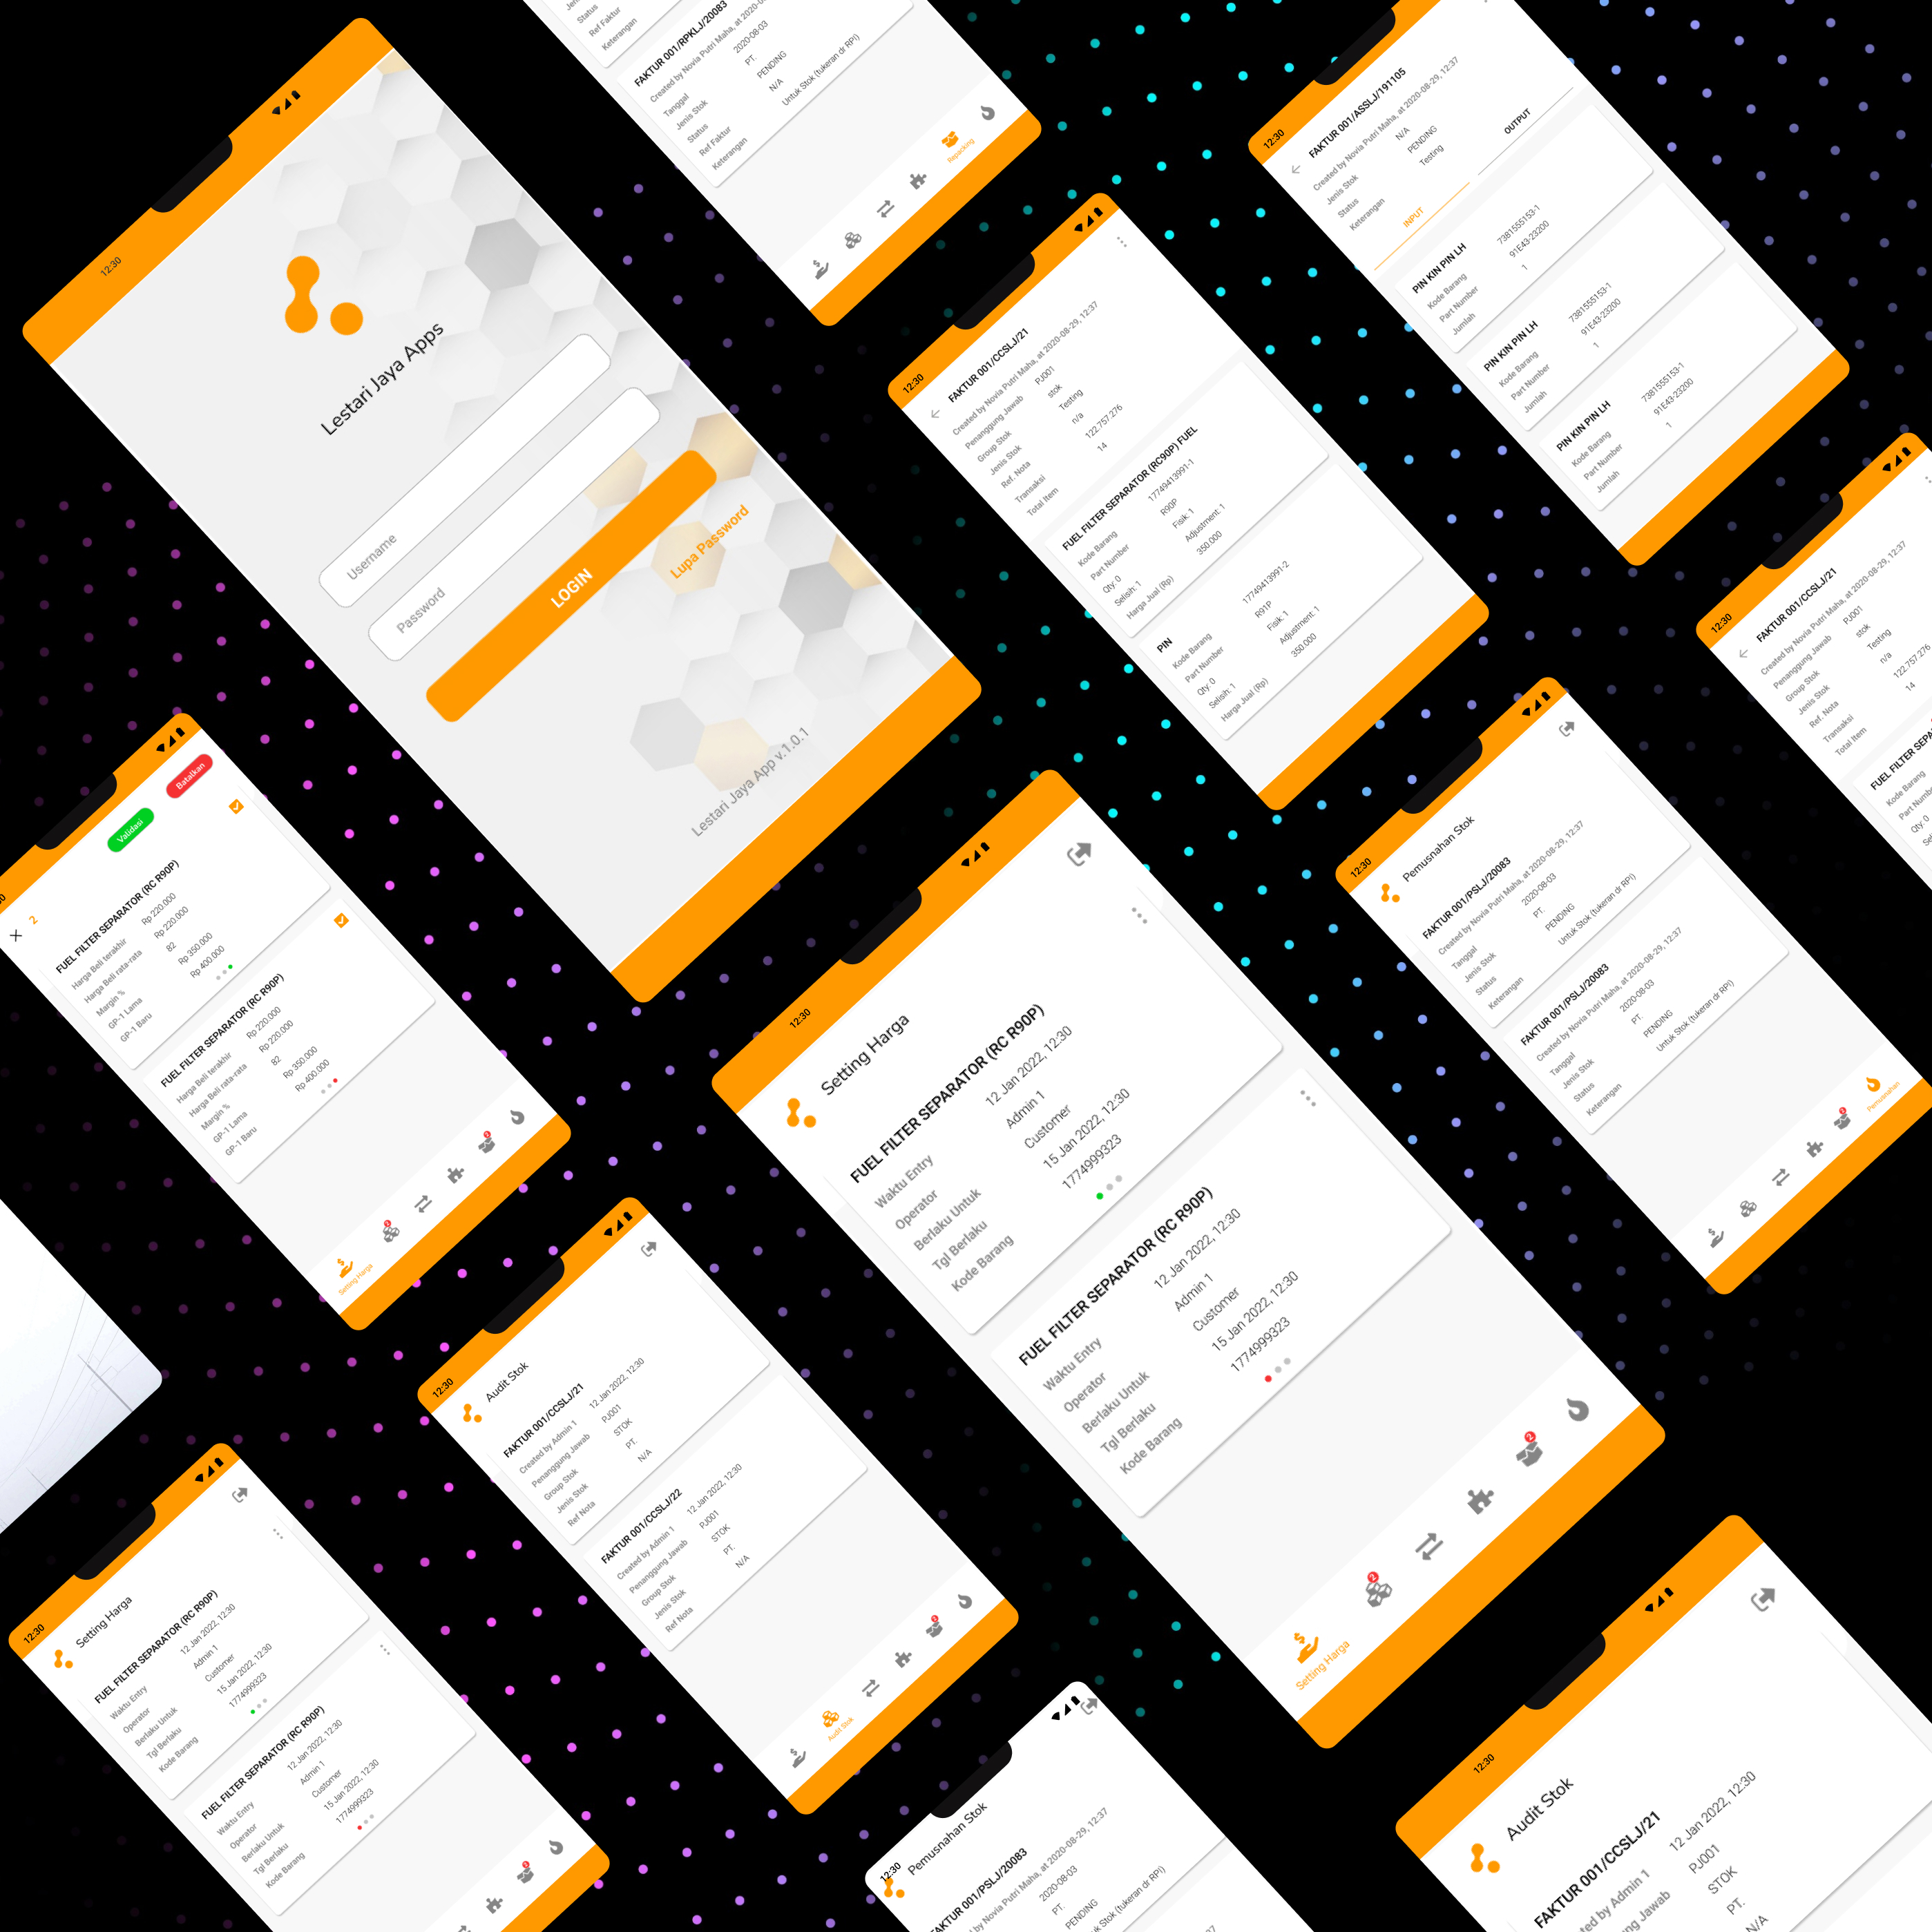 12:30
Lestari Jaya Apps
Username
Password
LOGIN
Lupa Password
Lestari Jaya App v.1.0.1
Status
Ref Faktur
Keterangan
FAKTUR 001/RPKLJ/20083
Created by Novia Putri Maha, at 2020-08-
Tanggal 2020-08-03
Jenis Stok PT.
Status PENDING
Ref Faktur N/A
Keterangan Untuk Stok (tukeran dr RPI)
Repacking
12:30
FAKTUR 001/ASSLJ/191105
Created by Novia Putri Maha, at 2020-08-29, 12:37
Jenis Stok N/A
Status PENDING
Keterangan Testing
INPUT OUTPUT
PIN KIN PIN LH
Kode Barang 7381555153-1
Part Number 91E43-23200
Jumlah 1
PIN KIN PIN LH
Kode Barang 7381555153-1
Part Number 91E43-23200
Jumlah 1
PIN KIN PIN LH
Kode Barang 7381555153-1
Part Number 91E43-23200
Jumlah 1
12:30
FAKTUR 001/CCSLJ/21
Created by Novia Putri Maha, at 2020-08-29, 12:37
Penanggung Jawab PJ001
Group Stok stok
Jenis Stok Testing
Ref. Nota n/a
Transaksi 122.757.276
Total Item 14
FUEL FILTER SEPARATOR (RC90P) FUEL
Kode Barang 17749413991-1
Part Number R90P
Qty: 0 Fisik: 1
Selisih: 1 Adjustment: 1
Harga Jual (Rp) 350.000
PIN
Kode Barang 17749413991-2
Part Number R91P
Qty: 0 Fisik: 1
Selisih: 1 Adjustment: 1
Harga Jual (Rp) 350.000
12:30
FAKTUR 001/CCSLJ/21
Created by Novia Putri Maha, at 2020-08-29, 12:37
Penanggung Jawab PJ001
Group Stok stok
Jenis Stok Testing
Ref. Nota n/a
Transaksi 122.757.276
Total Item 14
FUEL FILTER SEPA
Kode Barang
Part Numbe
Qty: 0
2
Validasi
Batalkan
FUEL FILTER SEPARATOR (RC R90P)
Harga Beli terakhir Rp 220.000
Harga Beli rata-rata Rp 220.000
Margin % 82
GP-1 Lama Rp 350.000
GP-1 Baru Rp 400.000
FUEL FILTER SEPARATOR (RC R90P)
Harga Beli terakhir Rp 220.000
Harga Beli rata-rata Rp 220.000
Margin % 82
GP-1 Lama Rp 350.000
GP-1 Baru Rp 400.000
Setting Harga
12:30
Setting Harga
FUEL FILTER SEPARATOR (RC R90P)
Waktu Entry 12 Jan 2022, 12:30
Operator Admin 1
Berlaku Untuk Customer
Tgl Berlaku 15 Jan 2022, 12:30
Kode Barang 1774999323
FUEL FILTER SEPARATOR (RC R90P)
Waktu Entry 12 Jan 2022, 12:30
Operator Admin 1
Berlaku Untuk Customer
Tgl Berlaku 15 Jan 2022, 12:30
Kode Barang 1774999323
2
2
Setting Harga
12:30
Pemusnahan Stok
FAKTUR 001/PSLJ/20083
Created by Novia Putri Maha, at 2020-08-29, 12:37
Tanggal 2020-08-03
Jenis Stok PT.
Status PENDING
Keterangan Untuk Stok (tukeran dr RPI)
FAKTUR 001/PSLJ/20083
Created by Novia Putri Maha, at 2020-08-29, 12:37
Tanggal 2020-08-03
Jenis Stok PT.
Status PENDING
Keterangan Untuk Stok (tukeran dr RPI)
Pemusnahan
12:30
Audit Stok
FAKTUR 001/CCSLJ/21
Created by Admin 1 12 Jan 2022, 12:30
Penanggung Jawab PJ001
Group Stok STOK
Jenis Stok PT.
Ref Nota N/A
FAKTUR 001/CCSLJ/22
Created by Admin 1 12 Jan 2022, 12:30
Penanggung Jawab PJ001
Group Stok STOK
Jenis Stok PT.
Ref Nota N/A
Audit Stok
12:30
Setting Harga
FUEL FILTER SEPARATOR (RC R90P)
Waktu Entry 12 Jan 2022, 12:30
Operator Admin 1
Berlaku Untuk Customer
Tgl Berlaku 15 Jan 2022, 12:30
Kode Barang 1774999323
FUEL FILTER SEPARATOR (RC R90P)
Waktu Entry 12 Jan 2022, 12:30
Operator Admin 1
Berlaku Untuk Customer
Tgl Berlaku 15 Jan 2022, 12:30
Kode Barang 1774999323
12:30
Pemusnahan Stok
FAKTUR 001/PSLJ/20083
by Novia Putri Maha, at 2020-08-29, 12:37
2020-08-03
PT.
PENDING
uk Stok (tukeran dr RPI)
12:30
Audit Stok
FAKTUR 001/CCSLJ/21
ted by Admin 1 12 Jan 2022, 12:30
ng Jawab PJ001
STOK
PT.
N/A